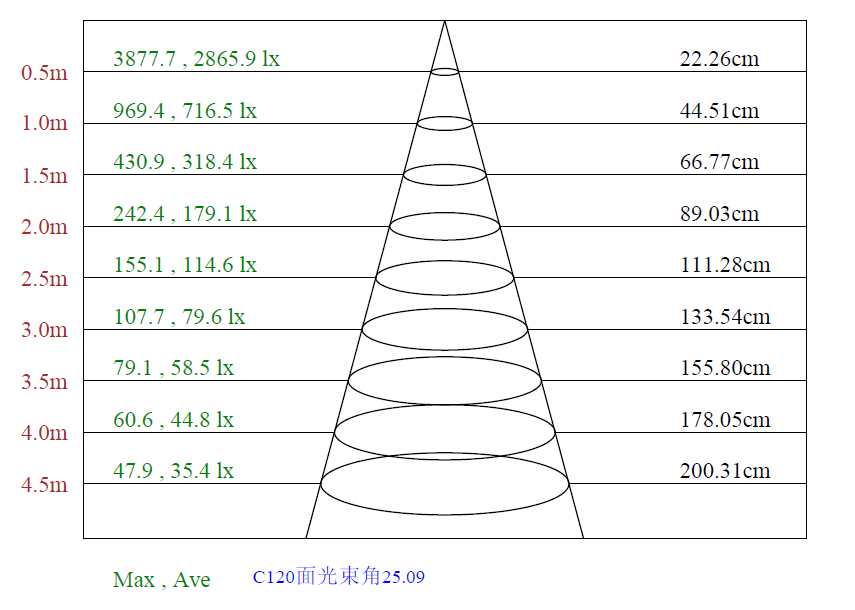 3877.7 , 2865.9 lx 22.26cm
0.5m
969.4 , 716.5 lx 44.51cm
1.0m
430.9 , 318.4 lx 66.77cm
1.5m
242.4 , 179.1 lx 89.03cm
2.0m
155.1 , 114.6 lx 111.28cm
2.5m
107.7 , 79.6 lx 133.54cm
3.0m
79.1 , 58.5 lx 155.80cm
3.5m
60.6 , 44.8 lx 178.05cm
4.0m
47.9 , 35.4 lx 200.31cm
4.5m
Max , Ave C120面光束角25.09